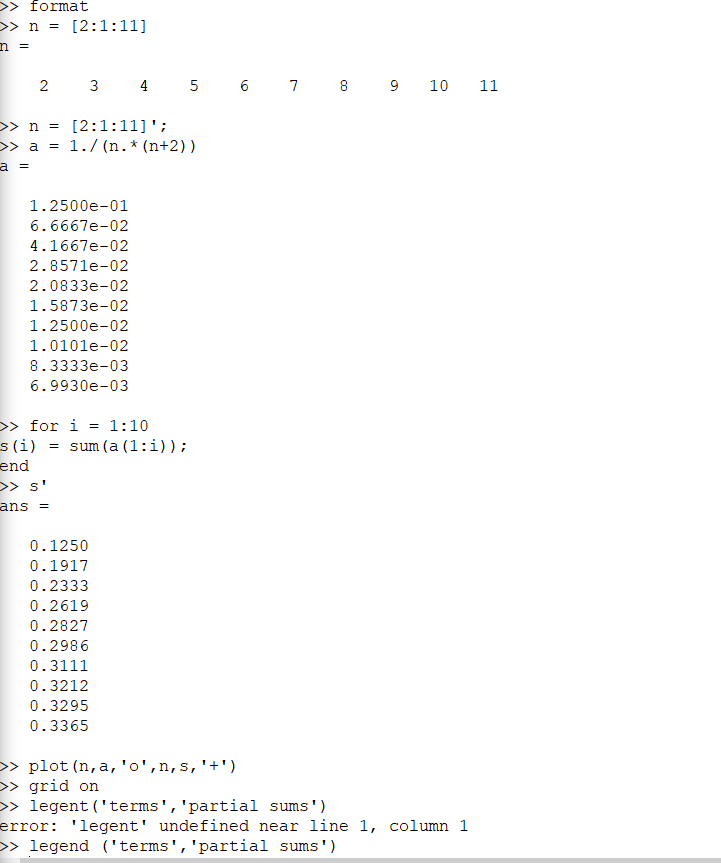 >> format
>> n = [2:1:11]
n =
2 3 4 5 6 7 8 9 10 11
>> n = [2:1:11]';
>> a = 1./(n.*(n+2))
a =
1.2500e-01
6.6667e-02
4.1667e-02
2.8571e-02
2.0833e-02
1.5873e-02
1.2500e-02
1.0101e-02
8.3333e-03
6.9930e-03
>> for i = 1:10
s(i) = sum(a(1:i));
end
>> s'
ans =
0.1250
0.1917
0.2333
0.2619
0.2827
0.2986
0.3111
0.3212
0.3295
0.3365
>> plot(n,a,'o',n,s,'+')
>> grid on
>> legent('terms','partial sums')
error: 'legent' undefined near line 1, column 1
>> legend ('terms','partial sums')